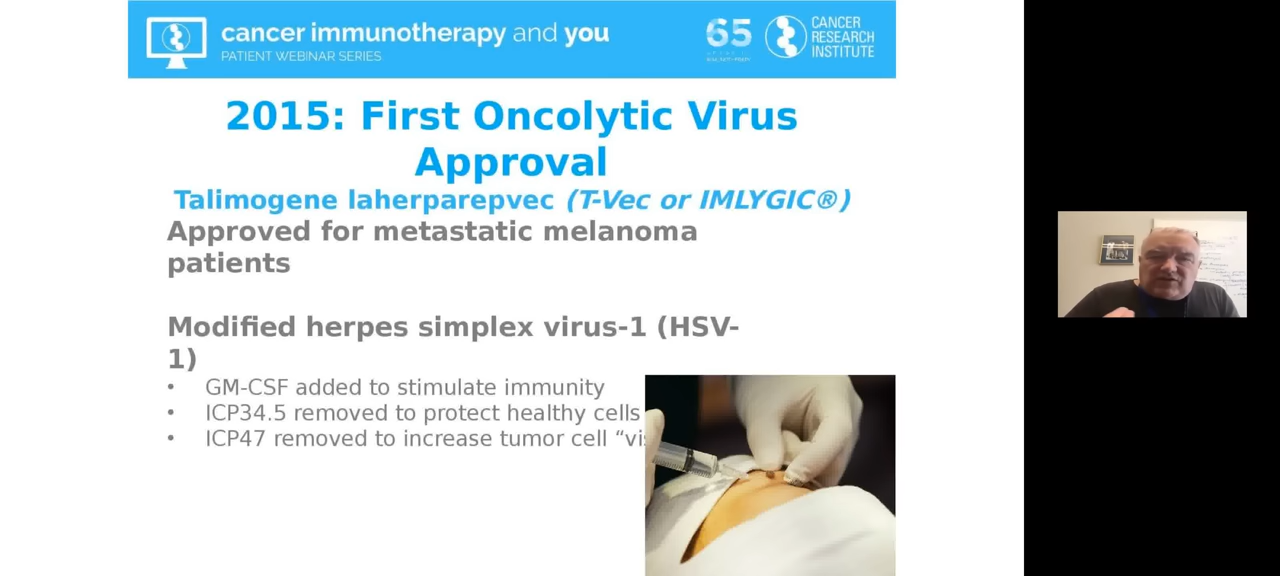 cancer immunotherapy and you
PATIENT WEBINAR SERIES
65
CANCER
RESEARCH
INSTITUTE
2015: First Oncolytic Virus
Approval
Talimogene laherparepvec (T-Vec or IMLYGIC®)
Approved for metastatic melanoma
patients
Modified herpes simplex virus-1 (HSV-
1)
• GM-CSF added to stimulate immunity
• ICP34.5 removed to protect healthy cells
• ICP47 removed to increase tumor cell